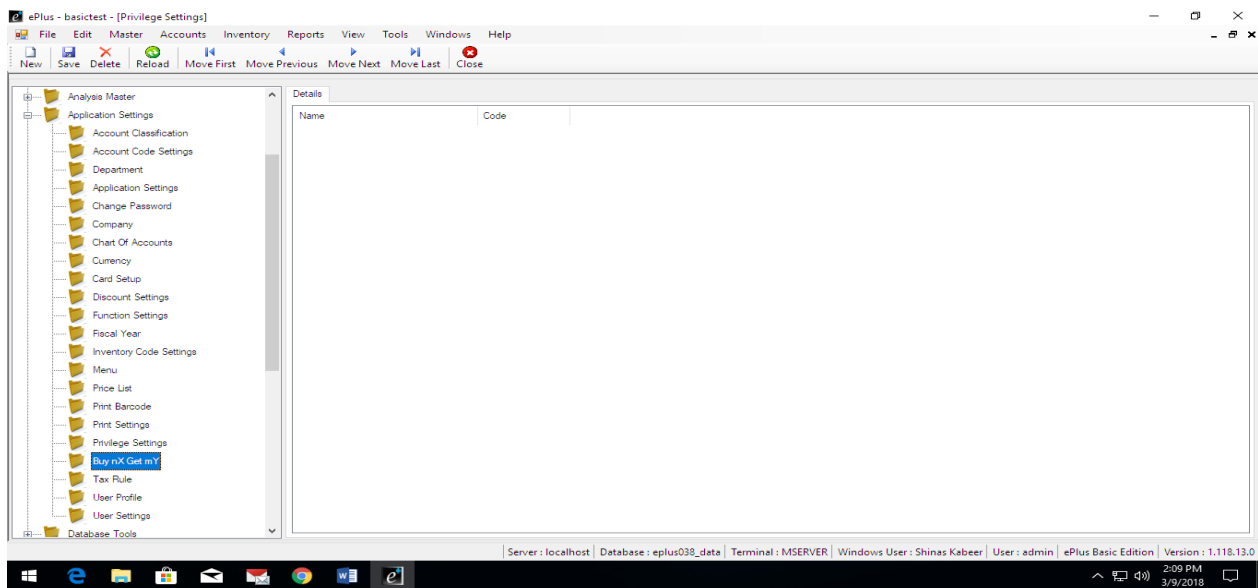 ePlus - basictest - [Privilege Settings]
File Edit Master Accounts Inventory Reports View Tools Windows Help
New Save Delete Reload Move First Move Previous Move Next Move Last Close
Analysis Master
Application Settings
Account Classification
Account Code Settings
Department
Application Settings
Change Password
Company
Chart Of Accounts
Currency
Card Setup
Discount Settings
Function Settings
Fiscal Year
Inventory Code Settings
Menu
Price List
Print Barcode
Print Settings
Privilege Settings
Buy nX Get mY
Tax Rule
User Profile
User Settings
Database Tools
Details
Name Code
Server : localhost Database : eplus038_data Terminal : MSERVER Windows User : Shinas Kabeer User : admin ePlus Basic Edition Version : 1.118.13.0
2:09 PM
3/9/2018